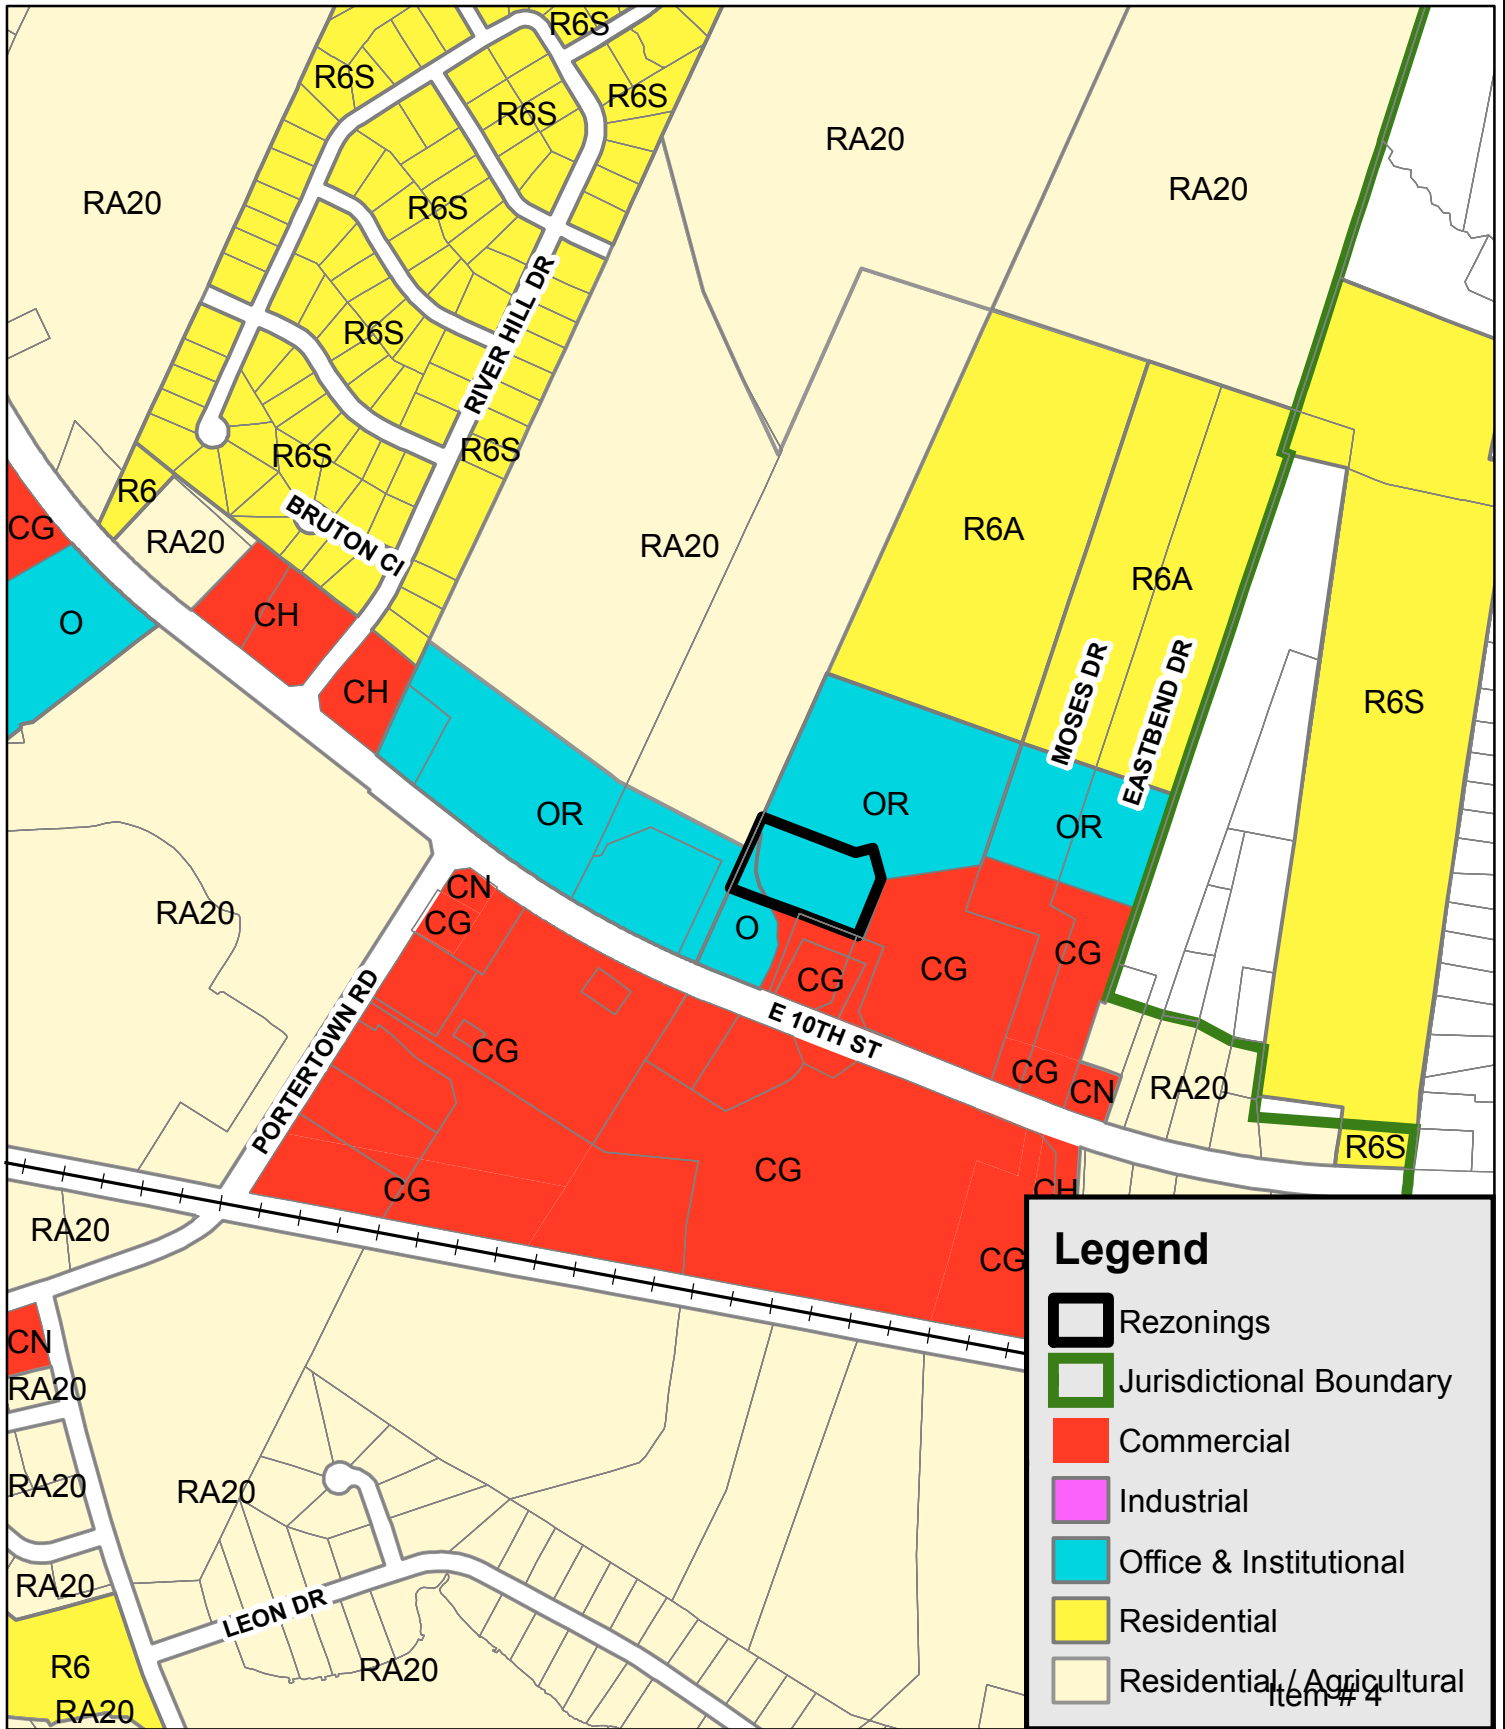 R6S
R6S
R6S
R6S
RA20
RA20
RA20
R6S
R6S
RIVER HILL DR
R6S
R6S
R6
BRUTON CI
CG
RA20
RA20
R6A
R6A
O
CH
CH
MOSES DR
EASTBEND DR
R6S
OR
OR
OR
CN
CG
RA20
O
CG
CG
CG
PORTERTOWN RD
E 10TH ST
CG
CG
CN
RA20
R6S
CG
CG
CH
RA20
CG
CN
RA20
RA20
RA20
RA20
LEON DR
R6
RA20
RA20
Legend
Rezonings
Jurisdictional Boundary
Commercial
Industrial
Office & Institutional
Residential
Residential / Agricultural
Item # 4